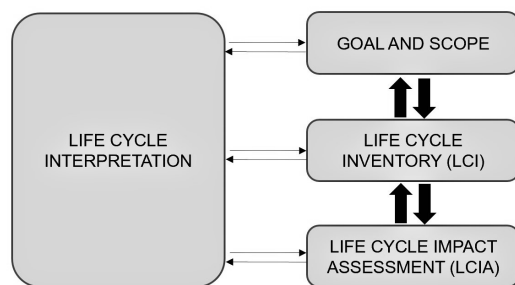 LIFE CYCLE
INTERPRETATION
GOAL AND SCOPE
LIFE CYCLE
INVENTORY (LCI)
LIFE CYCLE IMPACT
ASSESSMENT (LCIA)